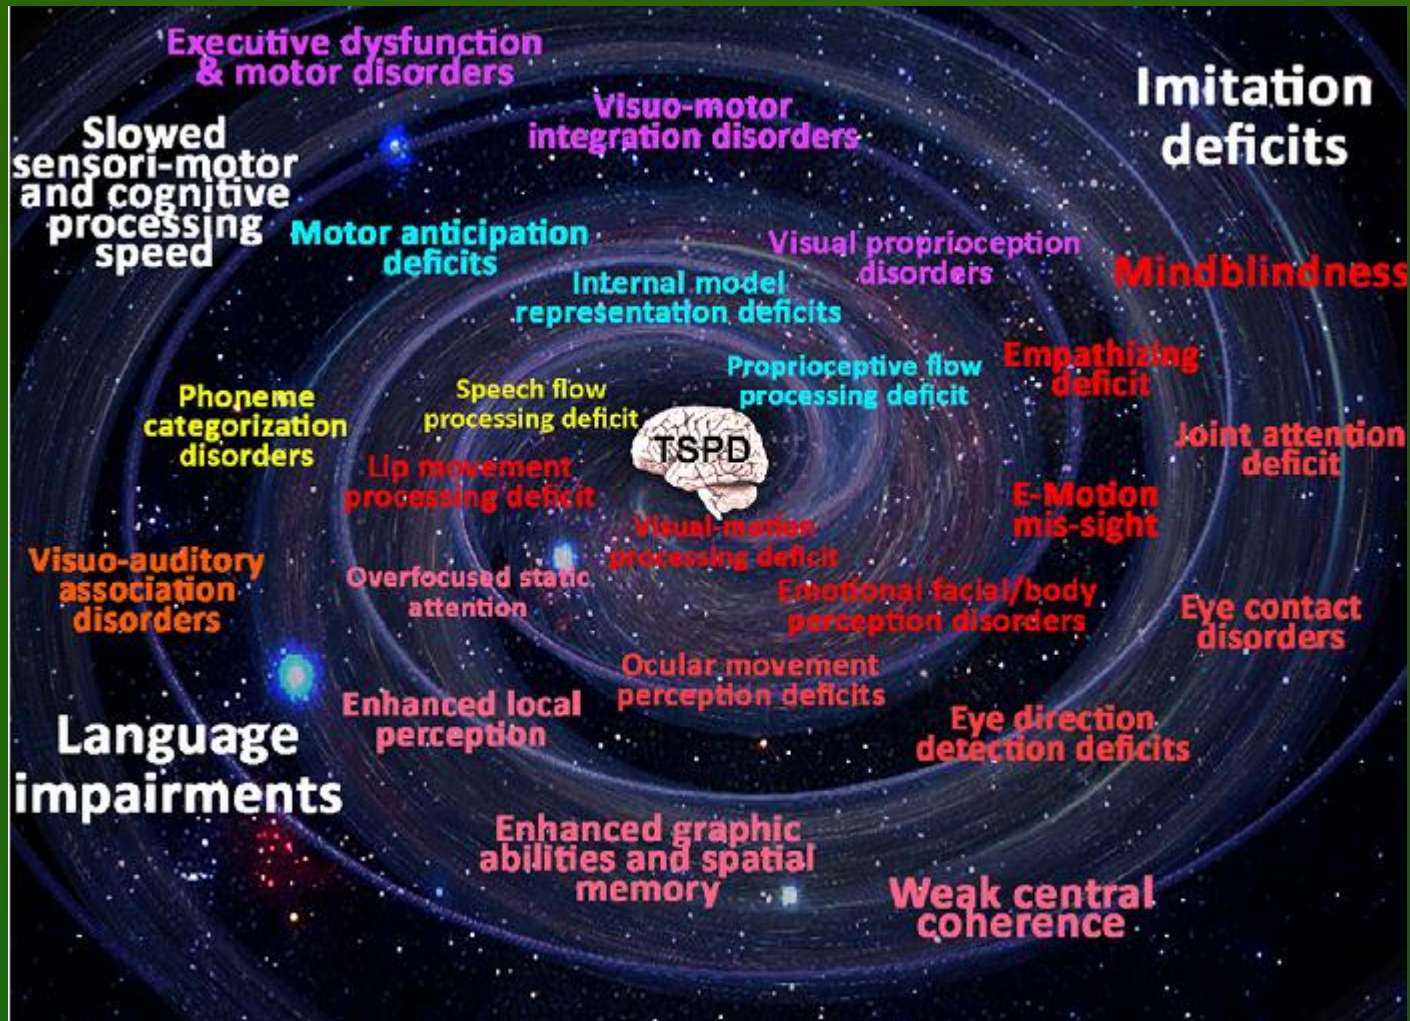 Executive dysfunction
& motor disorders
Imitation
deficits
Visuo-motor
integration disorders
Slowed
sensori-motor
and cognitive
processing
speed
Motor anticipation
deficits
Visual proprioception
disorders
Mindblindness
Internal model
representation deficits
Empathizing
deficit
Proprioceptive flow
processing deficit
Speech flow
processing deficit
Phoneme
categorization
disorders
TSPD
Joint attention
deficit
Lip movement
processing deficit
E-Motion
mis-sight
Visual-motion
processing deficit
Visuo-auditory
association
disorders
Overfocused static
attention
Emotional facial/body
perception disorders
Eye contact
disorders
Ocular movement
perception deficits
Enhanced local
perception
Eye direction
detection deficits
Language
impairments
Enhanced graphic
abilities and spatial
memory
Weak central
coherence